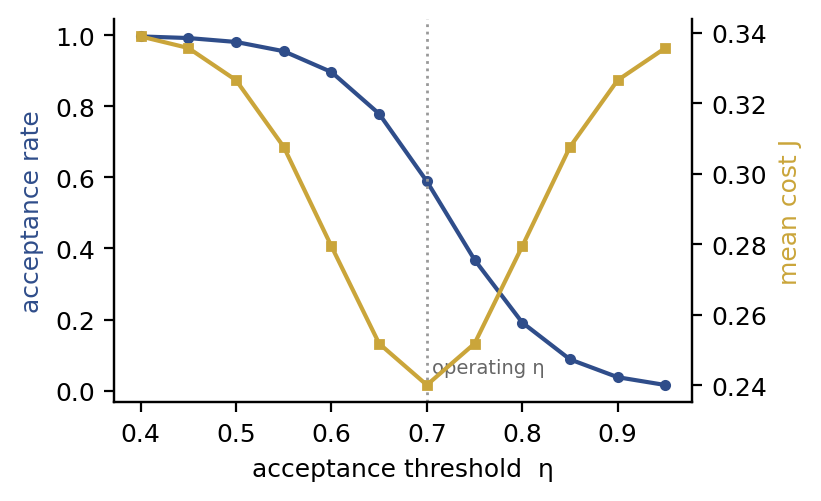 1.0
0.8
0.6
0.4
0.2
0.0
acceptance rate
0.34
0.32
0.30
0.28
0.26
0.24
mean cost J
operating η
0.4 0.5 0.6 0.7 0.8 0.9
acceptance threshold η